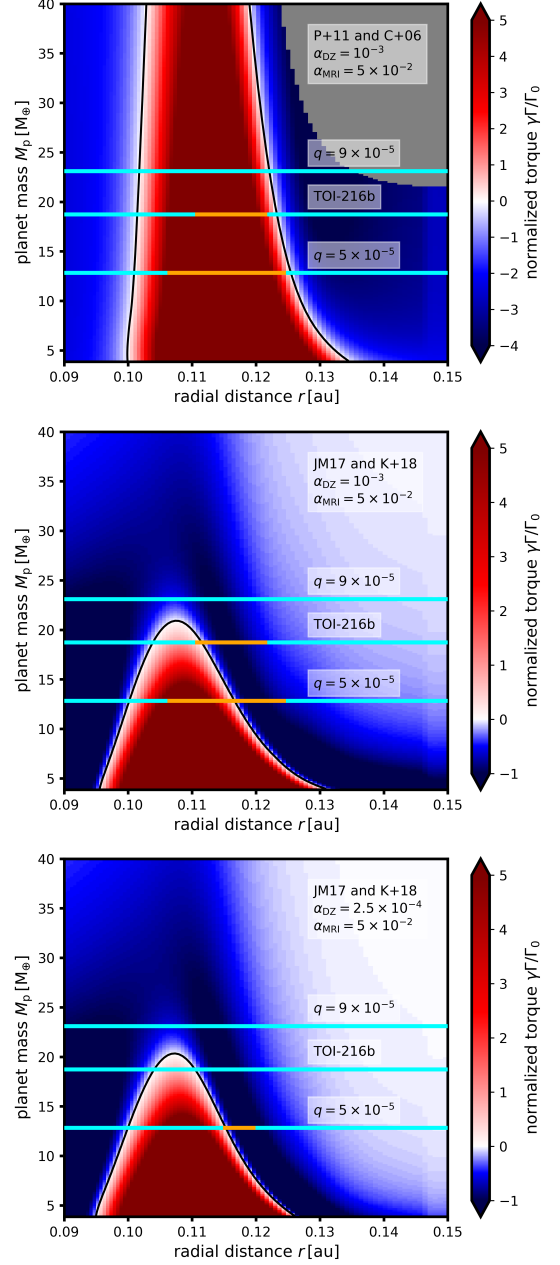 40
35
30
25
20
15
10
5
planet mass Mₚ [M⊕]
P+11 and C+06
α_DZ = 10⁻³
α_MRI = 5 × 10⁻²
q = 9 × 10⁻⁵
TOI-216b
q = 5 × 10⁻⁵
0.09 0.10 0.11 0.12 0.13 0.14 0.15
radial distance r [au]
5
4
3
2
1
0
−1
−2
−3
−4
normalized torque γΓ/Γ₀
40
35
30
25
20
15
10
5
planet mass Mₚ [M⊕]
JM17 and K+18
α_DZ = 10⁻³
α_MRI = 5 × 10⁻²
q = 9 × 10⁻⁵
TOI-216b
q = 5 × 10⁻⁵
0.09 0.10 0.11 0.12 0.13 0.14 0.15
radial distance r [au]
5
4
3
2
1
0
−1
normalized torque γΓ/Γ₀
40
35
30
25
20
15
10
5
planet mass Mₚ [M⊕]
JM17 and K+18
α_DZ = 2.5 × 10⁻⁴
α_MRI = 5 × 10⁻²
q = 9 × 10⁻⁵
TOI-216b
q = 5 × 10⁻⁵
0.09 0.10 0.11 0.12 0.13 0.14 0.15
radial distance r [au]
5
4
3
2
1
0
−1
normalized torque γΓ/Γ₀